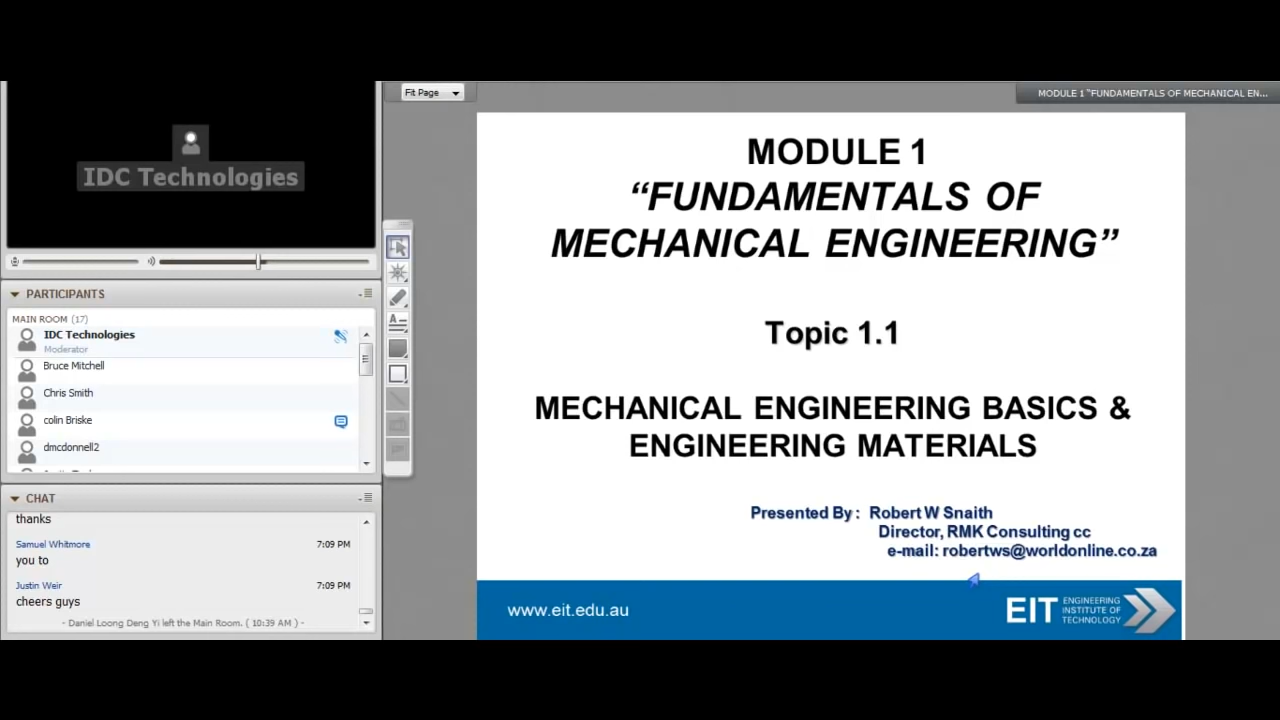 IDC Technologies
PARTICIPANTS
MAIN ROOM (17)
IDC Technologies
Moderator
Bruce Mitchell
Chris Smith
colin Briske
dmcdonnell2
CHAT
thanks
Samuel Whitmore 7:09 PM
you to
Justin Weir 7:09 PM
cheers guys
- Daniel Loong Deng Yi left the Main Room. ( 10:39 AM ) -
Fit Page
MODULE 1 "FUNDAMENTALS OF MECHANICAL EN...
MODULE 1
“FUNDAMENTALS OF
MECHANICAL ENGINEERING”
Topic 1.1
MECHANICAL ENGINEERING BASICS &
ENGINEERING MATERIALS
Presented By : Robert W Snaith
Director, RMK Consulting cc
e-mail: robertws@worldonline.co.za
www.eit.edu.au
EIT ENGINEERING
INSTITUTE OF
TECHNOLOGY